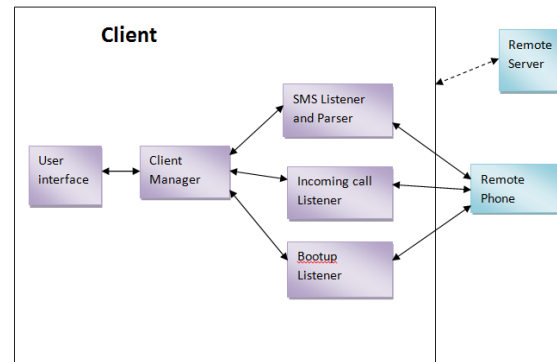 Client
Remote
Server
SMS Listener
and Parser
User
interface
Client
Manager
Incoming call
Listener
Remote
Phone
Bootup
Listener